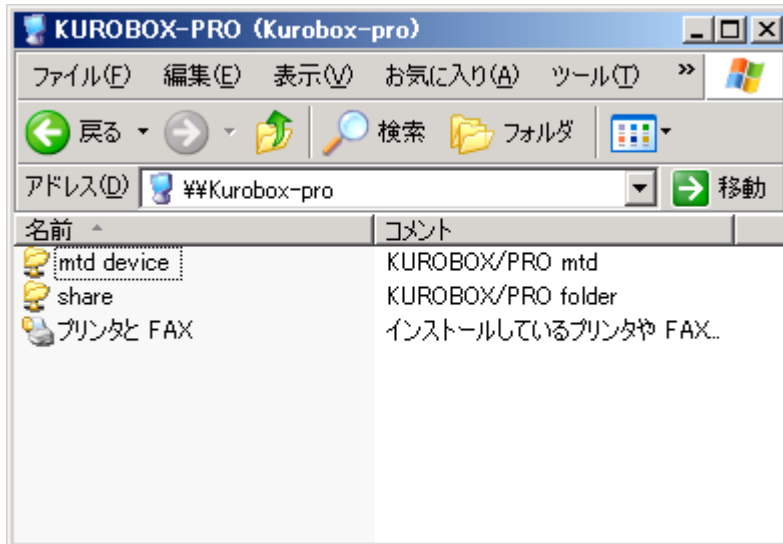 KUROBOX-PRO (Kurobox-pro)
ファイル(F) 編集(E) 表示(V) お気に入り(A) ツール(T) »
戻る 検索 フォルダ
アドレス(D) ¥¥Kurobox-pro 移動
名前 コメント
mtd device KUROBOX/PRO mtd
share KUROBOX/PRO folder
プリンタと FAX インストールしているプリンタや FAX...